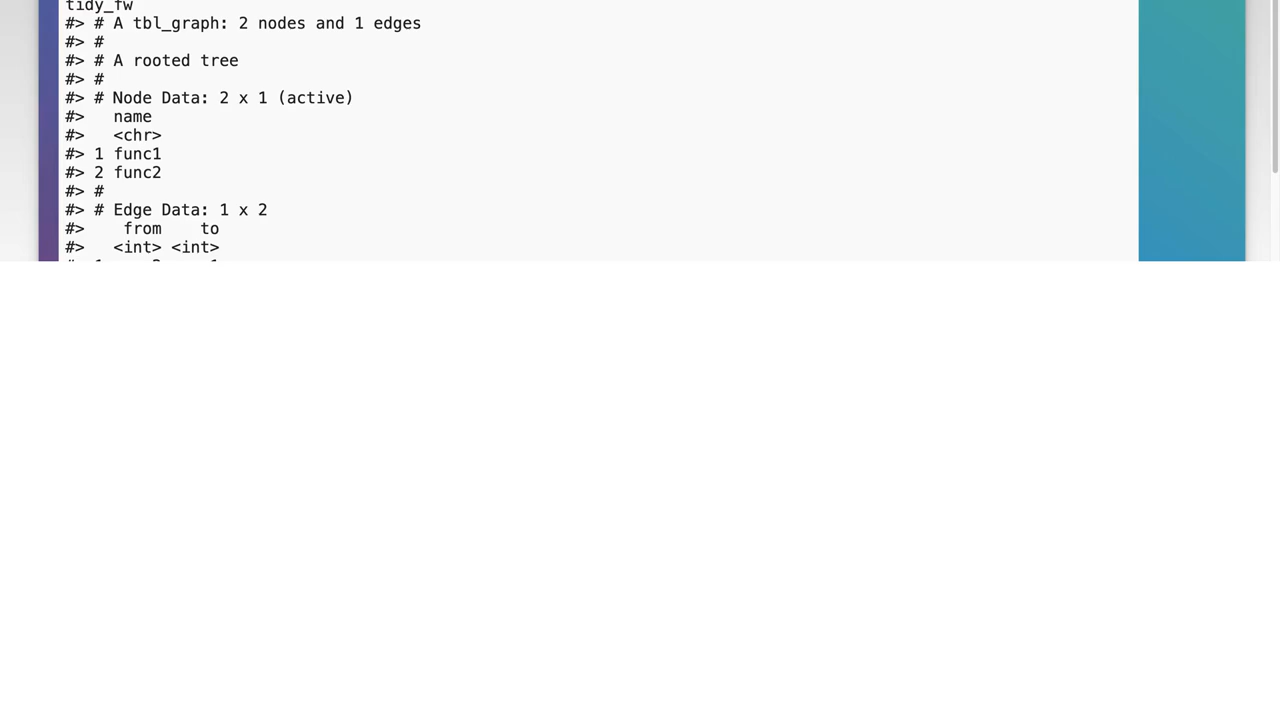 tidy_fw
#> # A tbl_graph: 2 nodes and 1 edges
#> #
#> # A rooted tree
#> #
#> # Node Data: 2 x 1 (active)
#>   name
#>   <chr>
#> 1 func1
#> 2 func2
#> #
#> # Edge Data: 1 x 2
#>    from    to
#>   <int> <int>